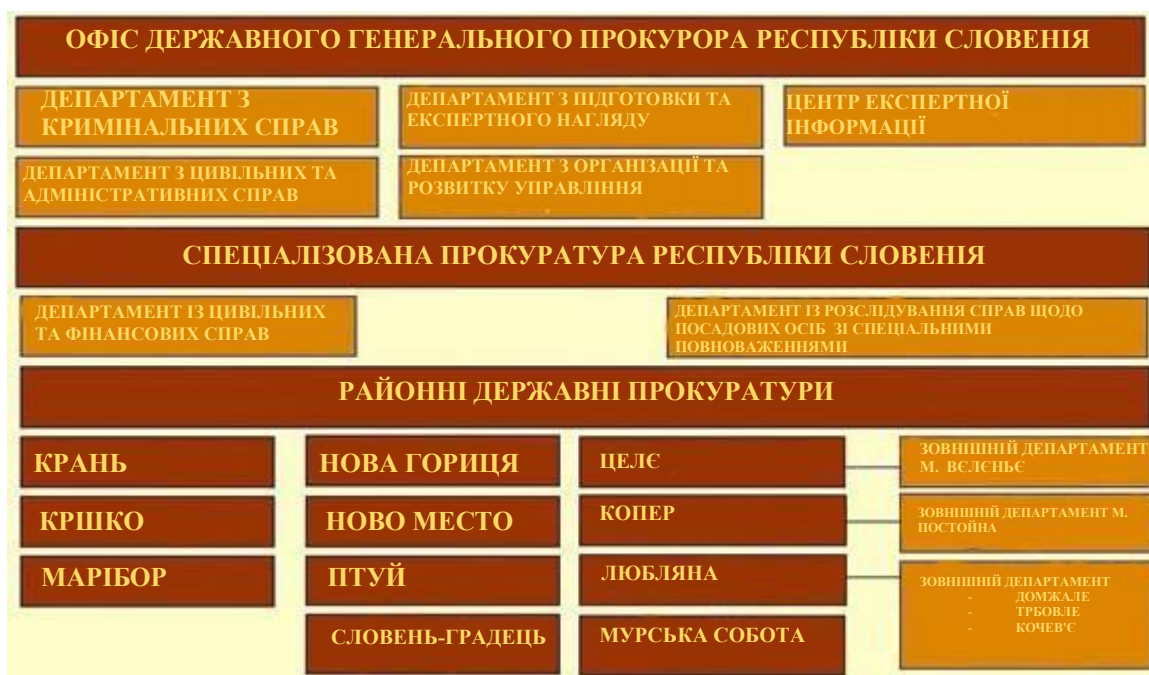 ОФІС ДЕРЖАВНОГО ГЕНЕРАЛЬНОГО ПРОКУРОРА РЕСПУБЛІКИ СЛОВЕНІЯ
ДЕПАРТАМЕНТ З
КРИМІНАЛЬНИХ СПРАВ
ДЕПАРТАМЕНТ З ПІДГОТОВКИ ТА
ЕКСПЕРТНОГО НАГЛЯДУ
ЦЕНТР ЕКСПЕРТНОЇ
ІНФОРМАЦІЇ
ДЕПАРТАМЕНТ З ЦИВІЛЬНИХ ТА
АДМІНІСТРАТИВНИХ СПРАВ
ДЕПАРТАМЕНТ З ОРГАНІЗАЦІЇ ТА
РОЗВИТКУ УПРАВЛІННЯ
СПЕЦІАЛІЗОВАНА ПРОКУРАТУРА РЕСПУБЛІКИ СЛОВЕНІЯ
ДЕПАРТАМЕНТ ІЗ ЦИВІЛЬНИХ
ТА ФІНАНСОВИХ СПРАВ
ДЕПАРТАМЕНТ ІЗ РОЗСЛІДУВАННЯ СПРАВ ЩОДО
ПОСАДОВИХ ОСІБ ЗІ СПЕЦІАЛЬНИМИ
ПОВНОВАЖЕННЯМИ
РАЙОННІ ДЕРЖАВНІ ПРОКУРАТУРИ
КРАНЬ
НОВА ГОРИЦЯ
ЦЕЛЄ
ЗОВНІШНІЙ ДЕПАРТАМЕНТ
М. ВЄЛЄНЬЄ
КРШКО
НОВО МЕСТО
КОПЕР
ЗОВНІШНІЙ ДЕПАРТАМЕНТ М.
ПОСТОЙНА
МАРІБОР
ПТУЙ
ЛЮБЛЯНА
ЗОВНІШНІЙ ДЕПАРТАМЕНТ
- ДОМЖАЛЕ
- ТРБОВЛЕ
- КОЧЕВ'Є
СЛОВЕНЬ-ГРАДЕЦЬ
МУРСЬКА СОБОТА